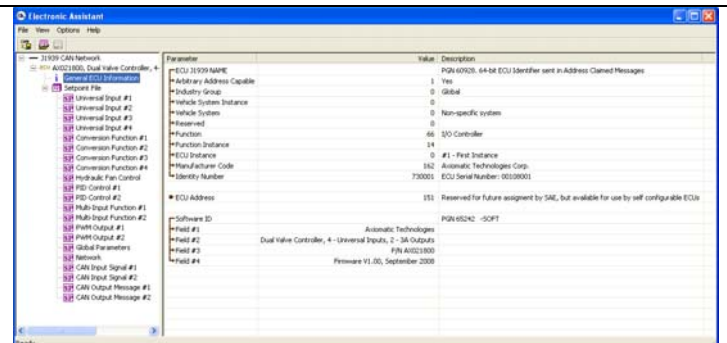 Electronic Assistant
File View Options Help
J1939 CAN Network
AX021800, Dual Valve Controller, 4-
General ECU Information
Setpoint File
Universal Input #1
Universal Input #2
Universal Input #3
Universal Input #4
Conversion Function #1
Conversion Function #2
Conversion Function #3
Conversion Function #4
Hydraulic Fan Control
PID Control #1
PID Control #2
Multi-Input Function #1
Multi-Input Function #2
PWM Output #1
PWM Output #2
Global Parameters
Network
CAN Input Signal #1
CAN Input Signal #2
CAN Output Message #1
CAN Output Message #2
Parameter Value Description
ECU J1939 NAME PGN 60928. 64-bit ECU Identifier sent in Address Claimed Messages
Arbitrary Address Capable 1 Yes
Industry Group 0 Global
Vehicle System Instance 0
Vehicle System 0 Non-specific system
Reserved 0
Function 66 I/O Controller
Function Instance 14
ECU Instance 0 #1 - First Instance
Manufacturer Code 162 Axiomatic Technologies Corp.
Identity Number 730001 ECU Serial Number: 00108001
ECU Address 151 Reserved for future assigment by SAE, but available for use by self configurable ECUs
Software ID PGN 65242 -SOFT
Field #1 Axiomatic Technologies
Field #2 Dual Valve Controller, 4 - Universal Inputs, 2 - 3A Outputs
Field #3 P/N AX021800
Field #4 Firmware V1.00, September 2008
Ready